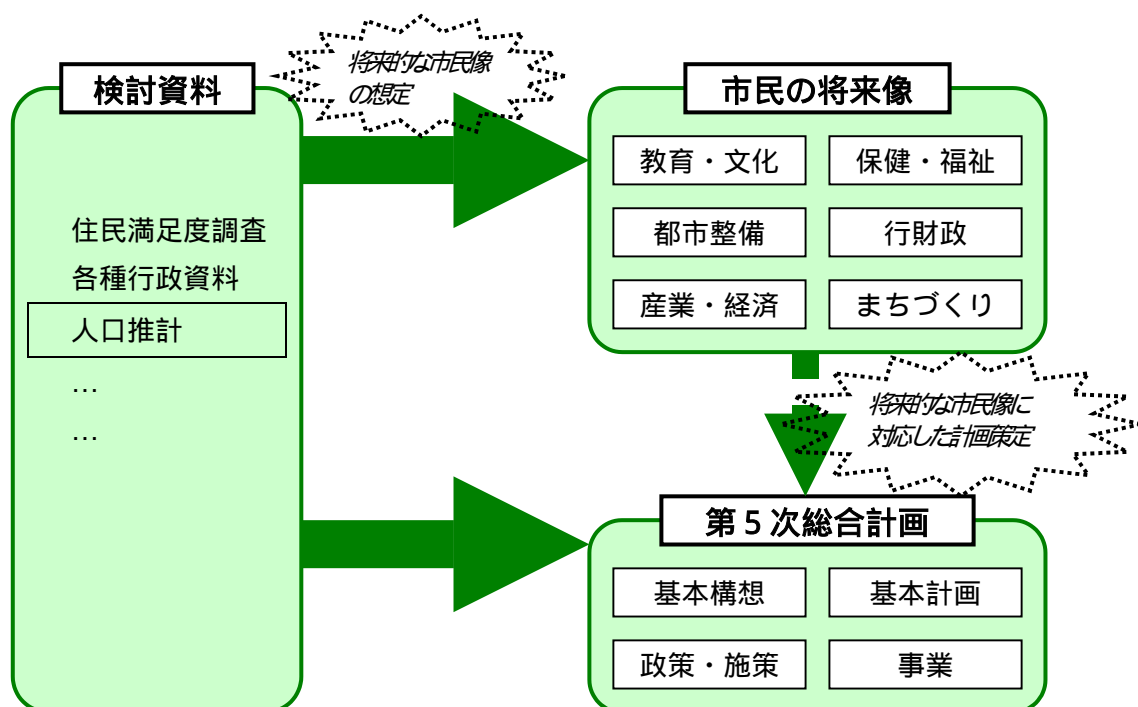 検討資料
住民満足度調査
各種行政資料
人口推計
…
…
将来的な市民像
の想定
市民の将来像
教育・文化
保健・福祉
都市整備
行財政
産業・経済
まちづくり
将来的な市民像に
対応した計画策定
第５次総合計画
基本構想
基本計画
政策・施策
事業